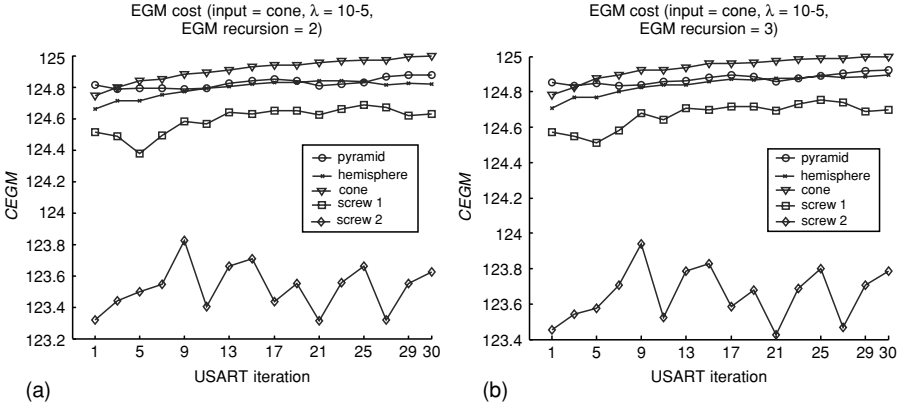 EGM cost (input = cone, λ = 10-5,
EGM recursion = 2)
125
124.8
124.6
124.4
124.2
124
123.8
123.6
123.4
123.2
CEGM
pyramid
hemisphere
cone
screw 1
screw 2
1 5 9 13 17 21 25 29 30
USART iteration
(a)
EGM cost (input = cone, λ = 10-5,
EGM recursion = 3)
125
124.8
124.6
124.4
124.2
124
123.8
123.6
123.4
CEGM
pyramid
hemisphere
cone
screw 1
screw 2
1 5 9 13 17 21 25 29 30
USART iteration
(b)